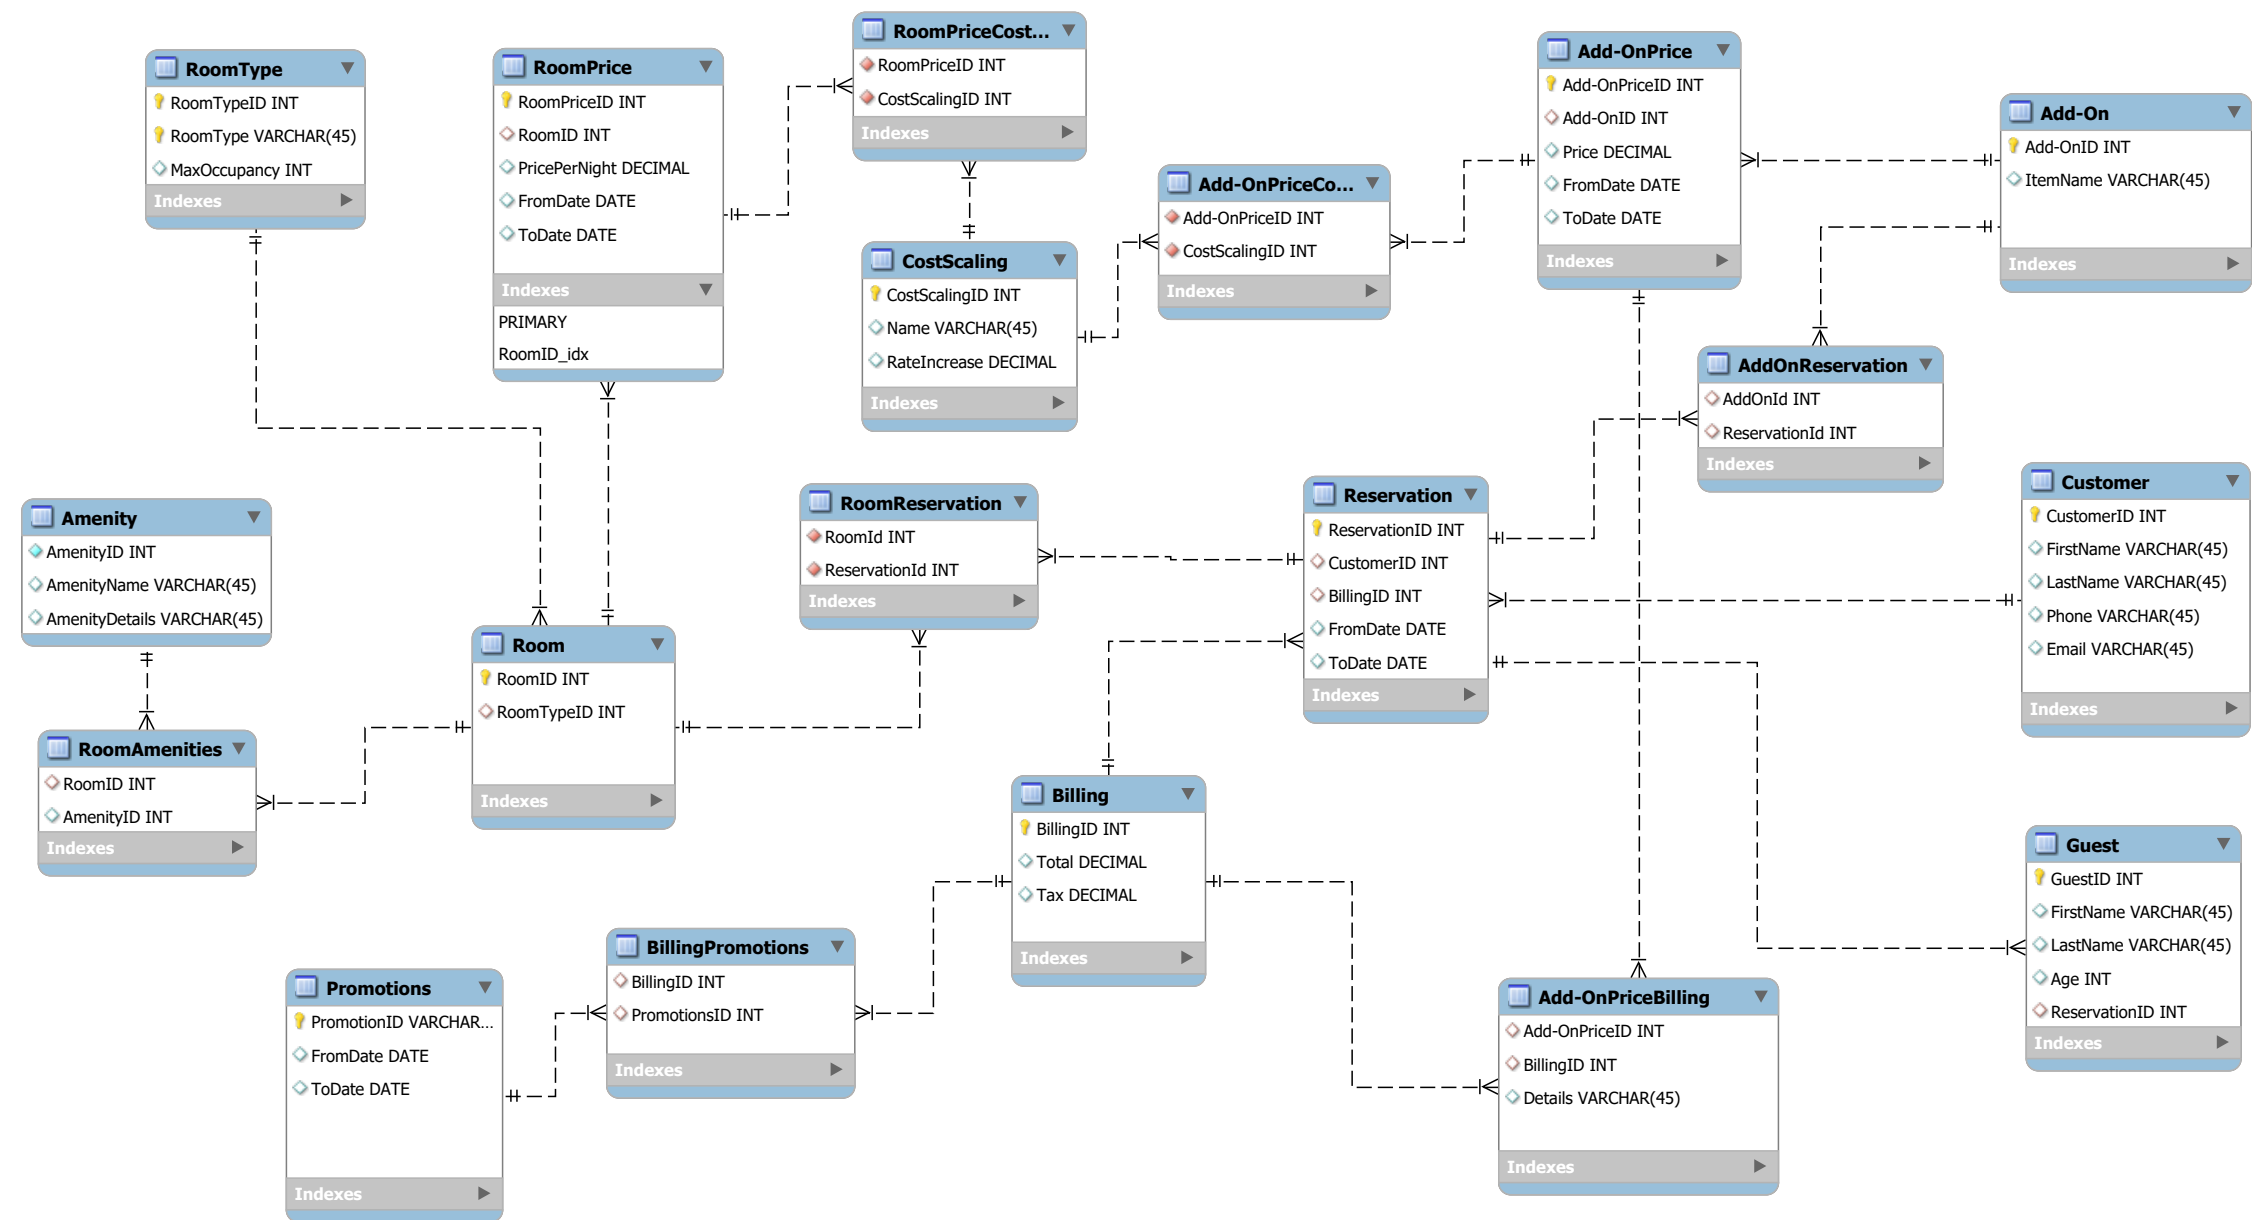 RoomType
RoomTypeID INT
RoomType VARCHAR(45)
MaxOccupancy INT
Indexes
RoomPrice
RoomPriceID INT
RoomID INT
PricePerNight DECIMAL
FromDate DATE
ToDate DATE
Indexes
PRIMARY
RoomID_idx
RoomPriceCost...
RoomPriceID INT
CostScalingID INT
Indexes
CostScaling
CostScalingID INT
Name VARCHAR(45)
RateIncrease DECIMAL
Indexes
Add-OnPriceCo...
Add-OnPriceID INT
CostScalingID INT
Indexes
Add-OnPrice
Add-OnPriceID INT
Add-OnID INT
Price DECIMAL
FromDate DATE
ToDate DATE
Indexes
Add-On
Add-OnID INT
ItemName VARCHAR(45)
Indexes
AddOnReservation
AddOnId INT
ReservationId INT
Indexes
Amenity
AmenityID INT
AmenityName VARCHAR(45)
AmenityDetails VARCHAR(45)
RoomAmenities
RoomID INT
AmenityID INT
Indexes
Room
RoomID INT
RoomTypeID INT
Indexes
RoomReservation
RoomId INT
ReservationId INT
Indexes
Reservation
ReservationID INT
CustomerID INT
BillingID INT
FromDate DATE
ToDate DATE
Indexes
Customer
CustomerID INT
FirstName VARCHAR(45)
LastName VARCHAR(45)
Phone VARCHAR(45)
Email VARCHAR(45)
Indexes
Billing
BillingID INT
Total DECIMAL
Tax DECIMAL
Indexes
Guest
GuestID INT
FirstName VARCHAR(45)
LastName VARCHAR(45)
Age INT
ReservationID INT
Indexes
Promotions
PromotionID VARCHAR...
FromDate DATE
ToDate DATE
Indexes
BillingPromotions
BillingID INT
PromotionsID INT
Indexes
Add-OnPriceBilling
Add-OnPriceID INT
BillingID INT
Details VARCHAR(45)
Indexes